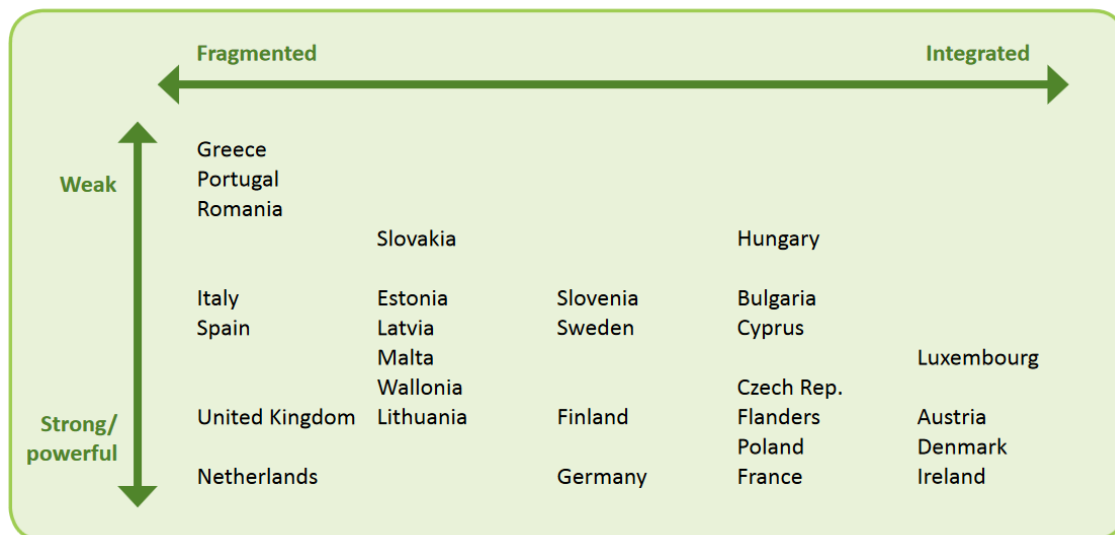 Fragmented Integrated
Greece
Weak Portugal
Romania
Slovakia Hungary
Italy Estonia Slovenia Bulgaria
Spain Latvia Sweden Cyprus
Malta Luxembourg
Wallonia Czech Rep.
Strong/ United Kingdom Lithuania Finland Flanders Austria
powerful Poland Denmark
Netherlands Germany France Ireland